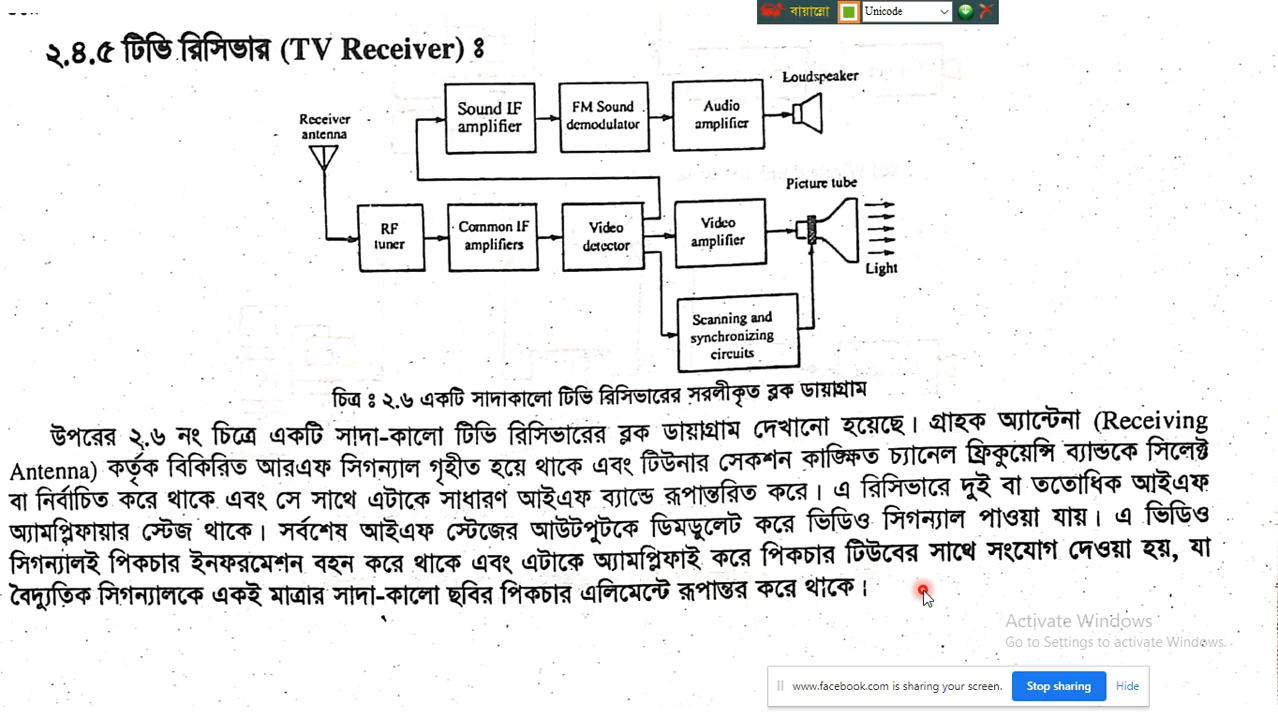 বায়ান্নো Unicode
২.৪.৫ টিভি রিসিভার (TV Receiver) ঃ
Loudspeaker
Sound IF amplifier
FM Sound demodulator
Audio amplifier
Receiver antenna
Picture tube
RF tuner
Common IF amplifiers
Video detector
Video amplifier
Light
Scanning and synchronizing circuits
চিত্র ঃ ২.৬ একটি সাদাকালো টিভি রিসিভারের সরলীকৃত ব্লক ডায়াগ্রাম
উপরের ২.৬ নং চিত্রে একটি সাদা-কালো টিভি রিসিভারের ব্লক ডায়াগ্রাম দেখানো হয়েছে। গ্রাহক অ্যান্টেনা (Receiving
Antenna) কর্তৃক বিকিরিত আরএফ সিগন্যাল গৃহীত হয়ে থাকে এবং টিউনার সেকশন কাঙ্ক্ষিত চ্যানেল ফ্রিকুয়েন্সি ব্যান্ডকে সিলেক্ট
বা নির্বাচিত করে থাকে এবং সে সাথে এটাকে সাধারণ আইএফ ব্যান্ডে রূপান্তরিত করে। এ রিসিভারে দুই বা ততোধিক আইএফ
অ্যামপ্লিফায়ার স্টেজ থাকে। সর্বশেষ আইএফ স্টেজের আউটপুটকে ডিমডুলেট করে ভিডিও সিগন্যাল পাওয়া যায়। এ ভিডিও
সিগন্যালই পিকচার ইনফরমেশন বহন করে থাকে এবং এটাকে অ্যামপ্লিফাই করে পিকচার টিউবের সাথে সংযোগ দেওয়া হয়, যা
বৈদ্যুতিক সিগন্যালকে একই মাত্রার সাদা-কালো ছবির পিকচার এলিমেন্টে রূপান্তর করে থাকে।
Activate Windows
Go to Settings to activate Windows.
www.facebook.com is sharing your screen.
Stop sharing
Hide